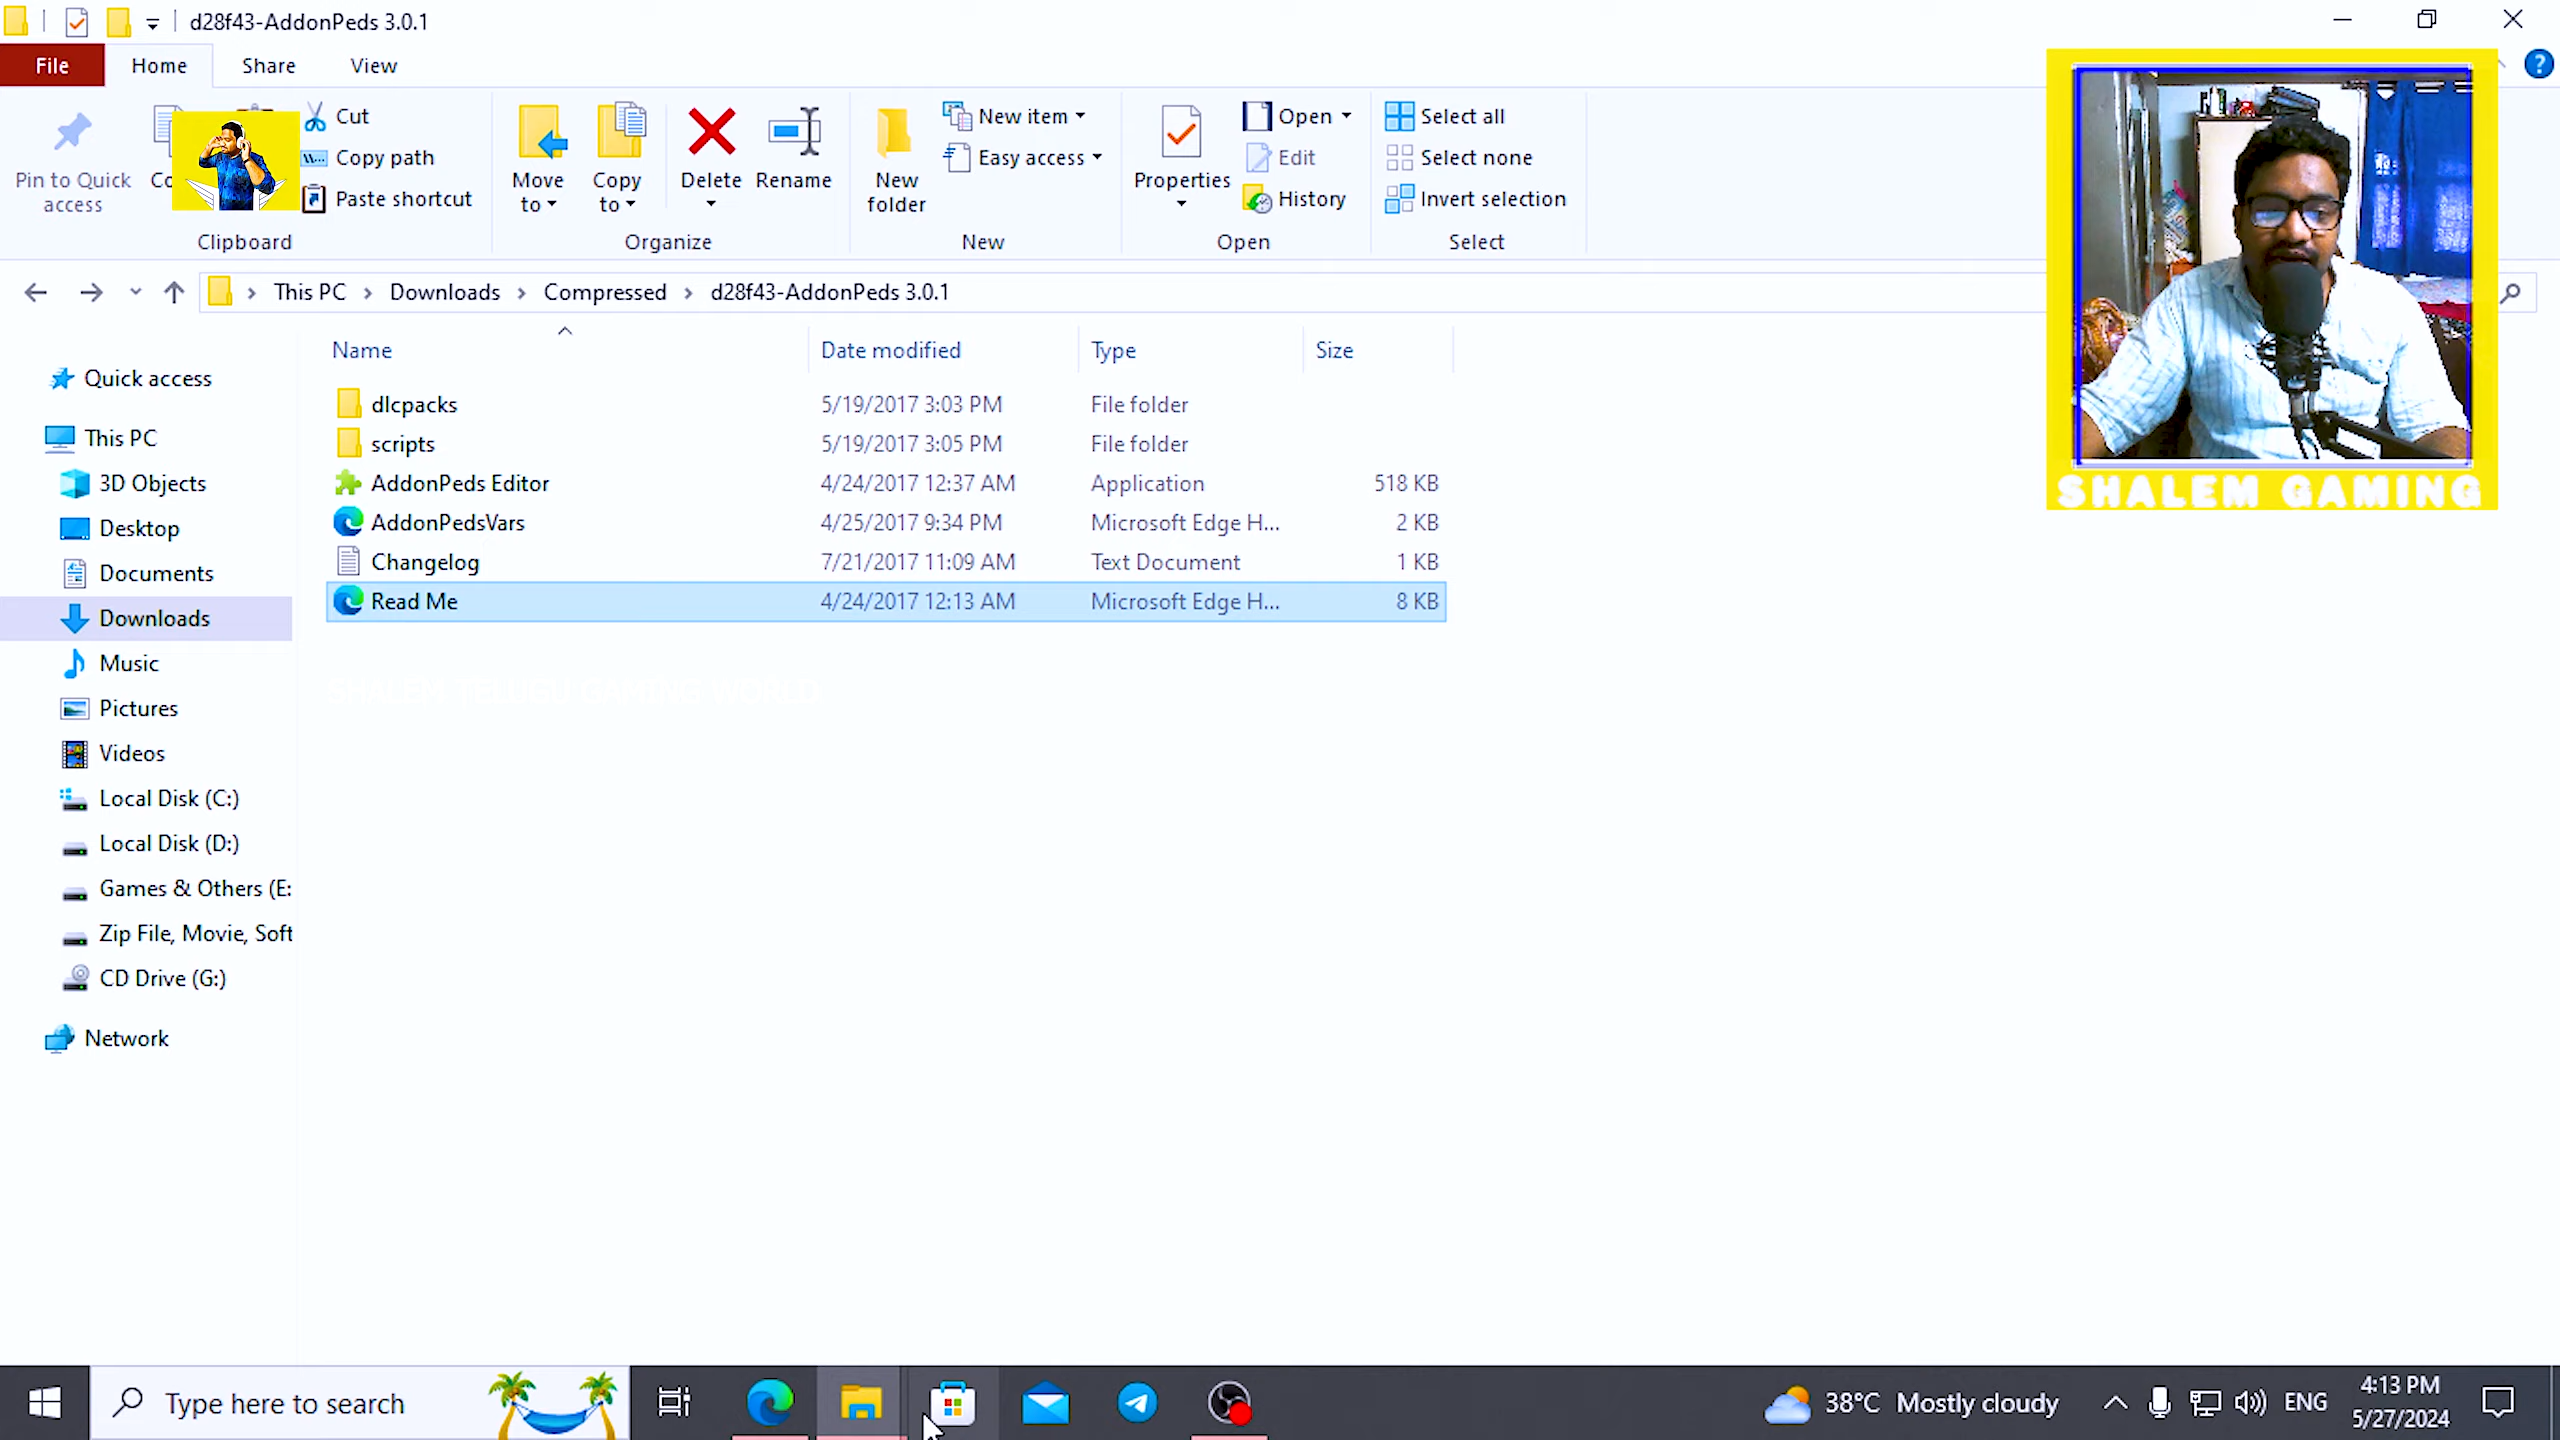 d28f43-AddonPeds 3.0.1
File
Home
Share
View
Pin to Quick access
Cut
Copy path
Paste shortcut
Clipboard
Move to
Copy to
Delete
Rename
Organize
New folder
New item
Easy access
New
Properties
Open
Edit
History
Open
Select all
Select none
Invert selection
Select
This PC > Downloads > Compressed > d28f43-AddonPeds 3.0.1
SHALEM GAMING
Name Date modified Type Size
dlcpacks 5/19/2017 3:03 PM File folder
scripts 5/19/2017 3:05 PM File folder
AddonPeds Editor 4/24/2017 12:37 AM Application 518 KB
AddonPedsVars 4/25/2017 9:34 PM Microsoft Edge H... 2 KB
Changelog 7/21/2017 11:09 AM Text Document 1 KB
Read Me 4/24/2017 12:13 AM Microsoft Edge H... 8 KB
SHALEM TELUGU GAMING WORLD
Quick access
This PC
3D Objects
Desktop
Documents
Downloads
Music
Pictures
Videos
Local Disk (C:)
Local Disk (D:)
Games & Others (E:
Zip File, Movie, Soft
CD Drive (G:)
Network
Type here to search
38°C Mostly cloudy
ENG
4:13 PM
5/27/2024